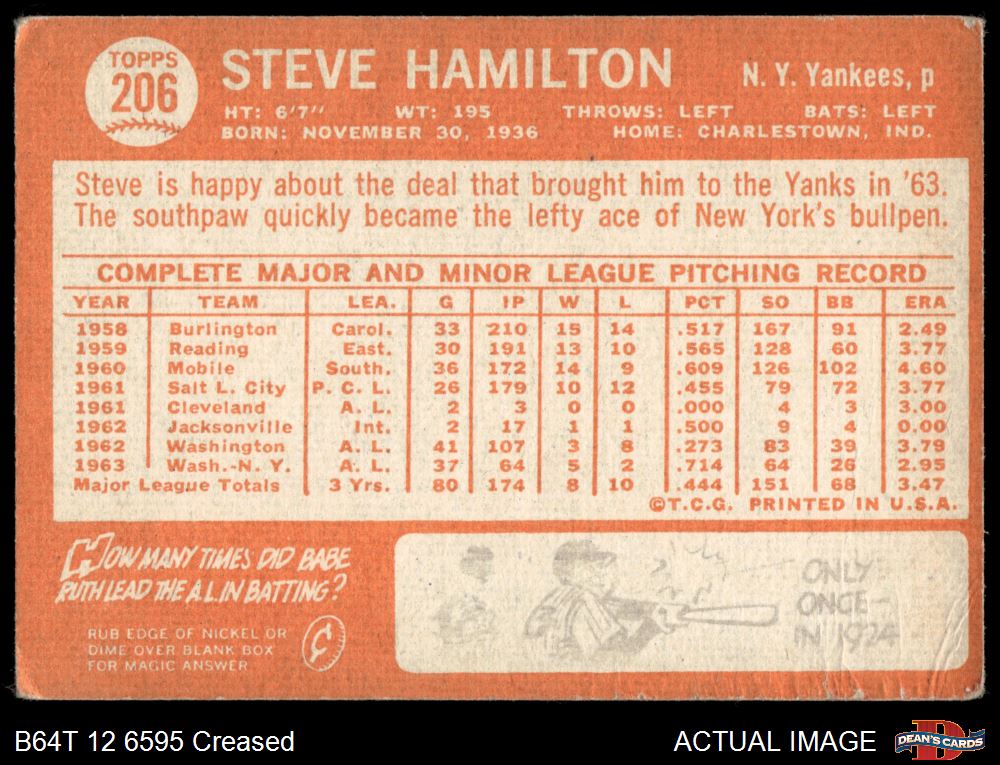 TOPPS
206
STEVE HAMILTON
N. Y. Yankees, p
HT: 6'7" WT: 195 THROWS: LEFT BATS: LEFT
BORN: NOVEMBER 30, 1936 HOME: CHARLESTOWN, IND.
Steve is happy about the deal that brought him to the Yanks in '63.
The southpaw quickly became the lefty ace of New York's bullpen.
COMPLETE MAJOR AND MINOR LEAGUE PITCHING RECORD
YEAR TEAM LEA. G IP W L PCT SO BB ERA
1958 Burlington Carol. 33 210 15 14 .517 167 91 2.49
1959 Reading East. 30 191 13 10 .565 128 60 3.77
1960 Mobile South. 36 172 14 9 .609 126 102 4.60
1961 Salt L. City P. C. L. 26 179 10 12 .455 79 72 3.77
1961 Cleveland A. L. 2 3 0 0 .000 4 3 3.00
1962 Jacksonville Int. 2 17 1 1 .500 9 4 0.00
1962 Washington A. L. 41 107 3 8 .273 83 39 3.79
1963 Wash.-N. Y. A. L. 37 64 5 2 .714 64 26 2.95
Major League Totals 3 Yrs. 80 174 8 10 .444 151 68 3.47
©T.C.G. PRINTED IN U.S.A.
HOW MANY TIMES DID BABE
RUTH LEAD THE A.L. IN BATTING?
RUB EDGE OF NICKEL OR
DIME OVER BLANK BOX
FOR MAGIC ANSWER
ONLY
ONCE-
IN 1924
B64T 12 6595 Creased
ACTUAL IMAGE
DEAN'S CARDS